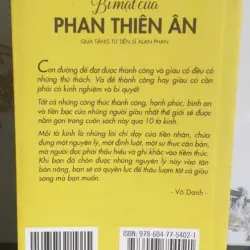 Bí mật của
PHAN THIÊN ÂN
QUÀ TẶNG TỪ TIẾN SĨ ALAN PHAN
Con đường để đạt được thành công và giàu có đều có
những thử thách. Và để thành công hay giàu có cần
phải có kinh nghiệm và bí quyết.
Tất cả những công thức thành công, hạnh phúc, bình an
và tiền bạc của những người giàu nhất thế giới sẽ được
nằm gọn trong cuốn sách này qua 10 tờ kinh.
Mỗi tờ kinh là những lời chỉ dạy của tiền nhân, chứa
đựng một nguyên lý, một định luật, một sự thực căn bản,
mà người đọc phải thấu hiểu và ghi khắc vào tiềm thức.
Khi bạn đã chôn được những nguyên lý này vào tận
bản nông, bạn sẽ có quyền lực để thâu lượm tất cả giàu
sang mà bạn muốn.
- Vô Danh -
ISBN: 978-604-77-5402-1